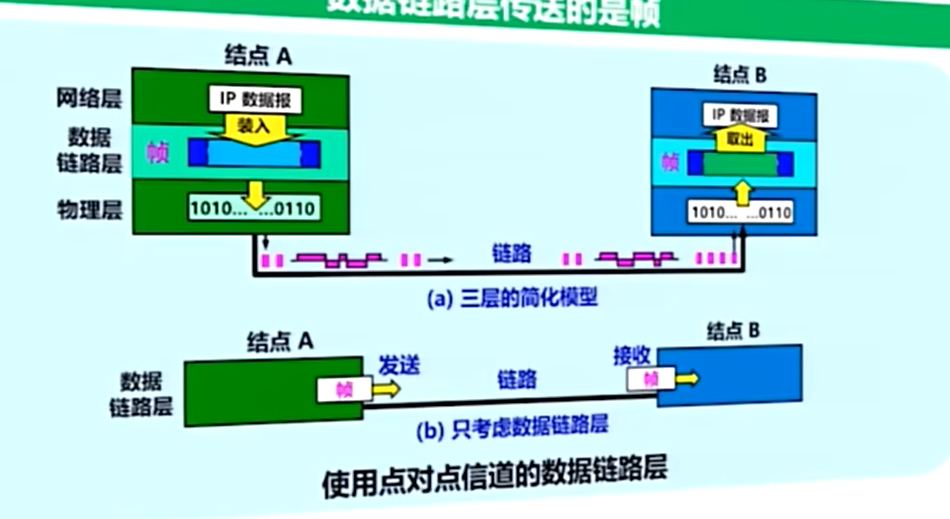 数据链路层传送的是帧
结点 A
结点 B
网络层
IP 数据报
IP 数据报
装入
取出
数据
链路层
帧
帧
物理层
1010... ...0110
1010... ...0110
链路
(a) 三层的简化模型
结点 A
结点 B
发送
接收
数据
链路层
帧
链路
帧
(b) 只考虑数据链路层
使用点对点信道的数据链路层